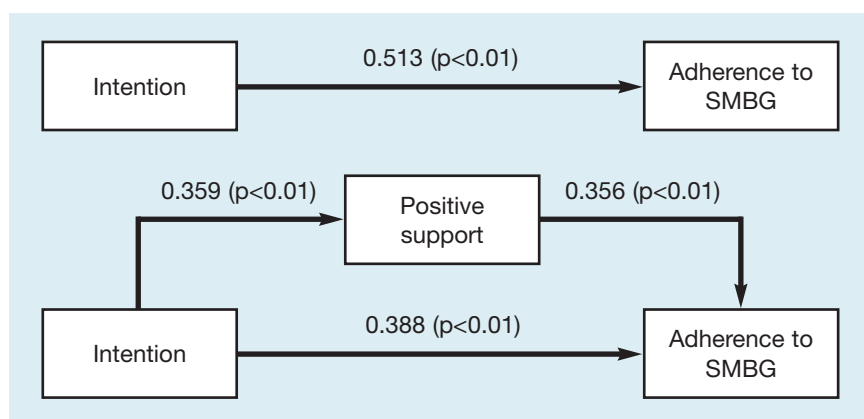 0.513 (p<0.01)
Intention
Adherence to
SMBG
0.359 (p<0.01)
Positive
support
0.356 (p<0.01)
Intention
0.388 (p<0.01)
Adherence to
SMBG